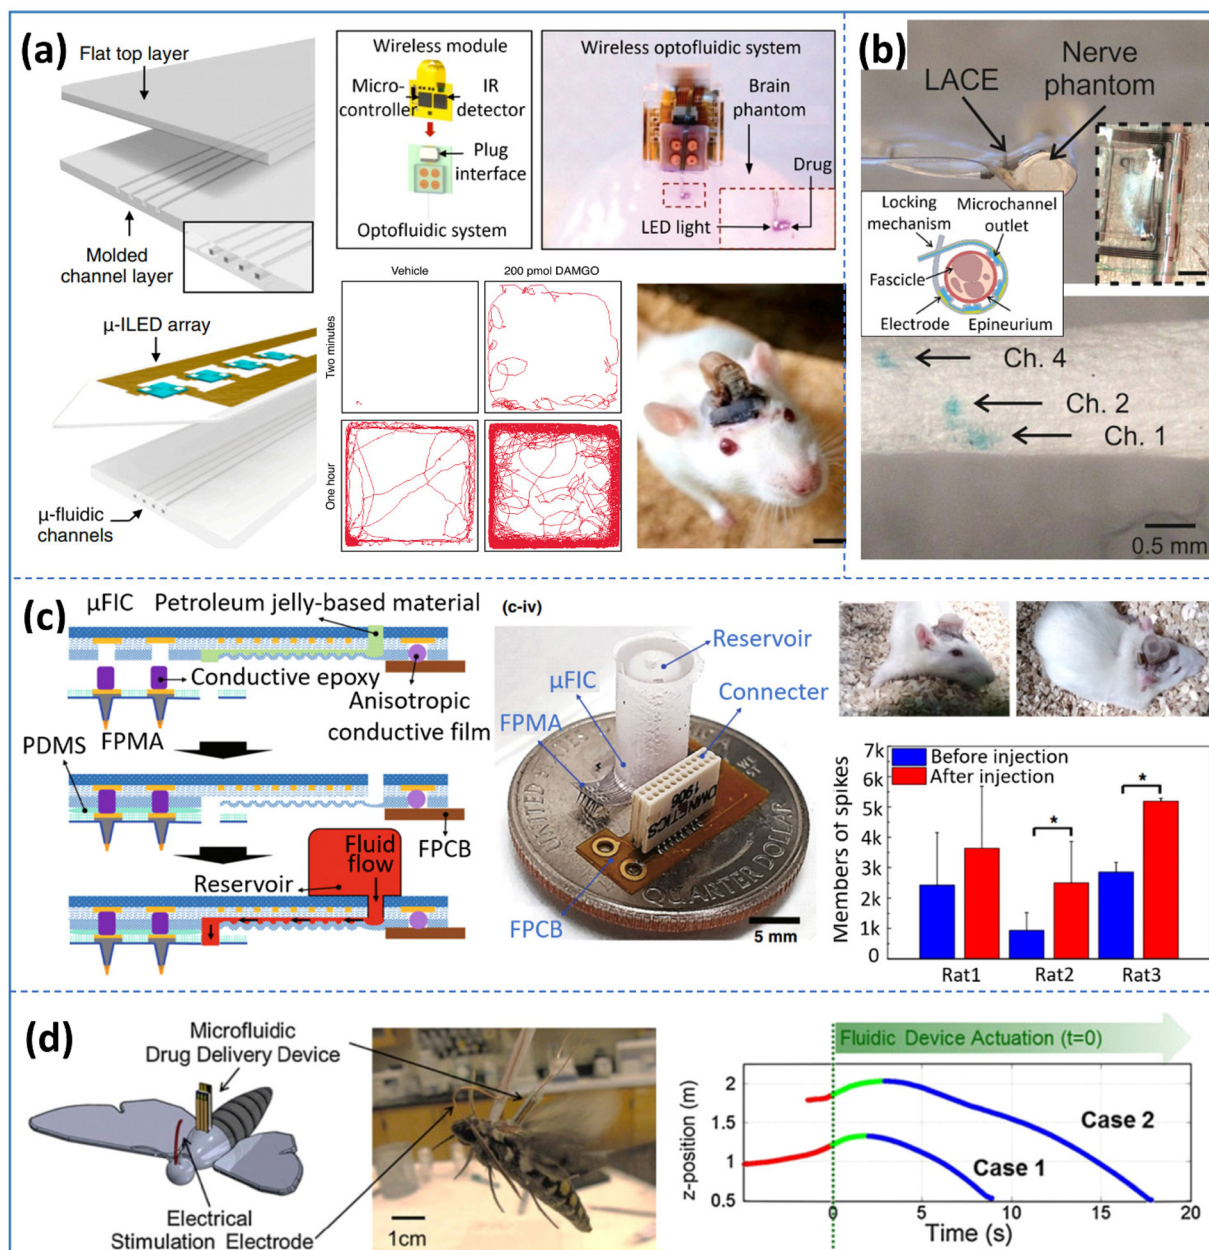 (a)
Flat top layer
Molded
channel layer
μ-ILED array
μ-fluidic
channels
Wireless module
Micro-
controller
IR
detector
Plug
interface
Optofluidic system
Wireless optofluidic system
Brain
phantom
Drug
LED light
Vehicle
200 pmol DAMGO
Two minutes
One hour
(b)
LACE
Nerve
phantom
Locking
mechanism
Microchannel
outlet
Fascicle
Electrode
Epineurium
Ch. 4
Ch. 2
Ch. 1
0.5 mm
(c)
μFIC
Petroleum jelly-based material
Conductive epoxy
Anisotropic
conductive film
FPMA
PDMS
FPCB
Fluid
flow
Reservoir
(c-iv)
Reservoir
μFIC
Connecter
FPMA
OMNETICS
1906
UNITED
QUARTER DOLLAR
FPCB
5 mm
Members of spikes
7k
6k
5k
4k
3k
2k
1k
0
Before injection
After injection
*
*
Rat1
Rat2
Rat3
(d)
Microfluidic
Drug Delivery Device
Electrical
Stimulation Electrode
1cm
Fluidic Device Actuation (t=0)
z-position (m)
2
1.5
1
0.5
Case 2
Case 1
0
5
10
15
20
Time (s)